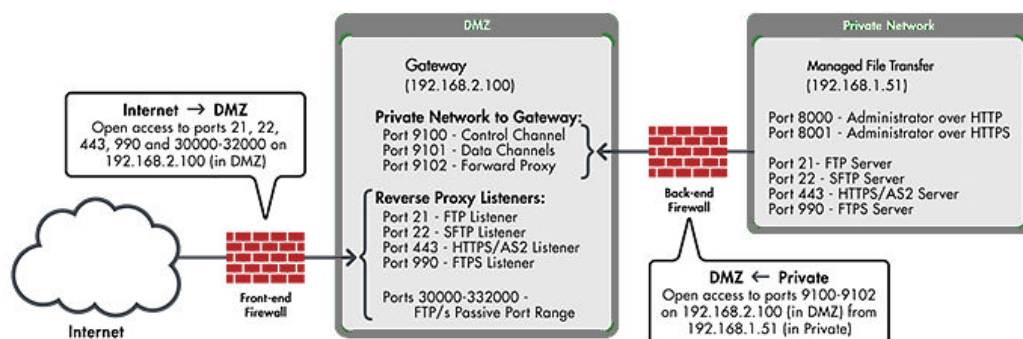 DMZ
Private Network
Gateway
(192.168.2.100)
Private Network to Gateway:
Port 9100 - Control Channel
Port 9101 - Data Channels
Port 9102 - Forward Proxy
Reverse Proxy Listeners:
Port 21 - FTP Listener
Port 22 - SFTP Listener
Port 443 - HTTPS/AS2 Listener
Port 990 - FTPS Listener
Ports 30000-332000 -
FTP/s Passive Port Range
Internet → DMZ
Open access to ports 21, 22,
443, 990 and 30000-32000 on
192.168.2.100 (in DMZ)
Internet
Front-end
Firewall
Back-end
Firewall
Managed File Transfer
(192.168.1.51)
Port 8000 - Administrator over HTTP
Port 8001 - Administrator over HTTPS
Port 21- FTP Server
Port 22 - SFTP Server
Port 443 - HTTPS/AS2 Server
Port 990 - FTPS Server
DMZ ← Private
Open access to ports 9100-9102
on 192.168.2.100 (in DMZ) from
192.168.1.51 (in Private)